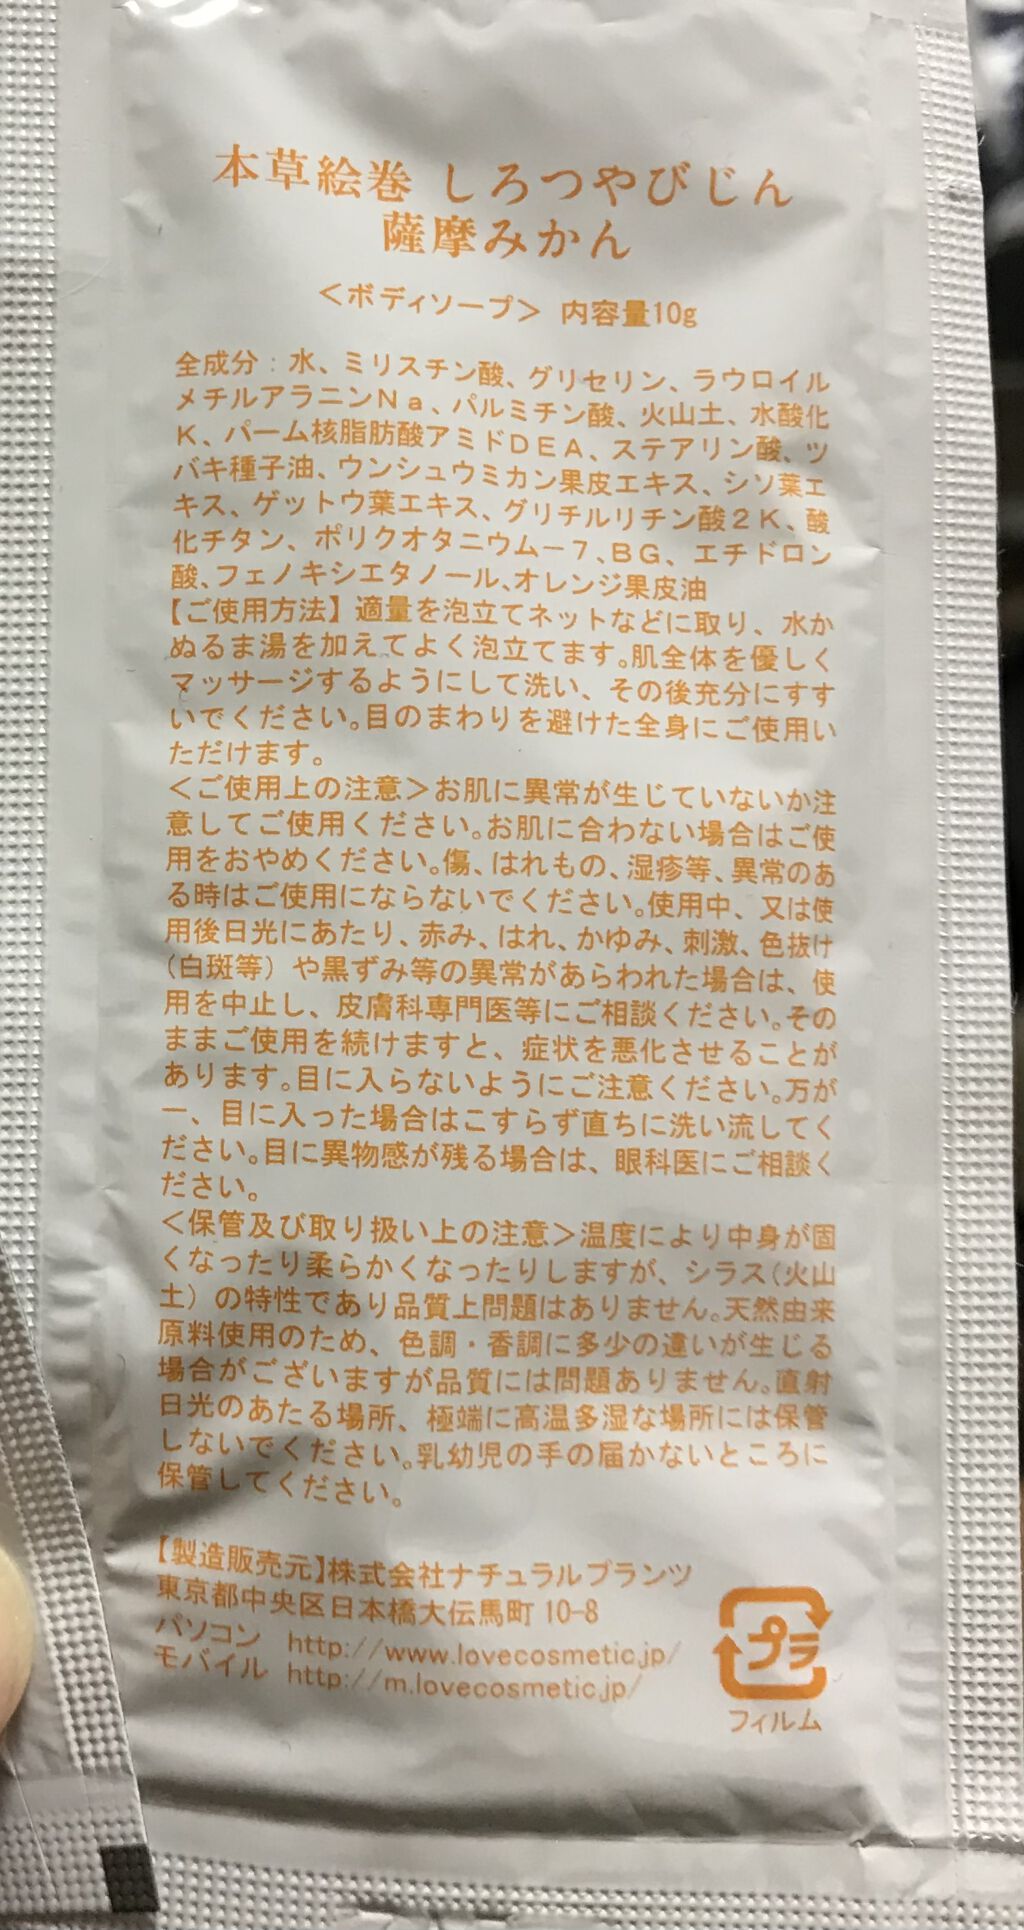 本草絵巻 しろつやびじん
薩摩みかん
＜ボディソープ＞ 内容量10g
全成分：水、ミリスチン酸、グリセリン、ラウロイル
メチルアラニンNa、パルミチン酸、火山土、水酸化
K、パーム核脂肪酸アミドDEA、ステアリン酸、ツ
バキ種子油、ウンシュウミカン果皮エキス、シソ葉エ
キス、ゲットウ葉エキス、グリチルリチン酸2K、酸
化チタン、ポリクオタニウムー7、BG、エチドロン
酸、フェノキシエタノール、オレンジ果皮油
【ご使用方法】適量を泡立てネットなどに取り、水か
ぬるま湯を加えてよく泡立てます。肌全体を優しく
マッサージするようにして洗い、その後充分にすす
いでください。目のまわりを避けた全身にご使用い
ただけます。
＜ご使用上の注意＞お肌に異常が生じていないか注
意してご使用ください。お肌に合わない場合はご使
用をおやめください。傷、はれもの、湿疹等、異常のあ
る時はご使用にならないでください。使用中、又は使
用後日光にあたり、赤み、はれ、かゆみ、刺激、色抜け
（白斑等）や黒ずみ等の異常があらわれた場合は、使
用を中止し、皮膚科専門医等にご相談ください。その
ままご使用を続けますと、症状を悪化させることが
あります。目に入らないようにご注意ください。万が
一、目に入った場合はこすらず直ちに洗い流してく
ださい。目に異物感が残る場合は、眼科医にご相談く
ださい。
＜保管及び取り扱い上の注意＞温度により中身が固
くなったり柔らかくなったりしますが、シラス（火山
土）の特性であり品質上問題はありません。天然由来
原料使用のため、色調・香調に多少の違いが生じる
場合がございますが品質には問題ありません。直射
日光のあたる場所、極端に高温多湿な場所には保管
しないでください。乳幼児の手の届かないところに
保管してください。
【製造販売元】株式会社ナチュラルプランツ
東京都中央区日本橋大伝馬町 10-8
パソコン http://www.lovecosmetic.jp/
モバイル http://m.lovecosmetic.jp/
プラ
フィルム